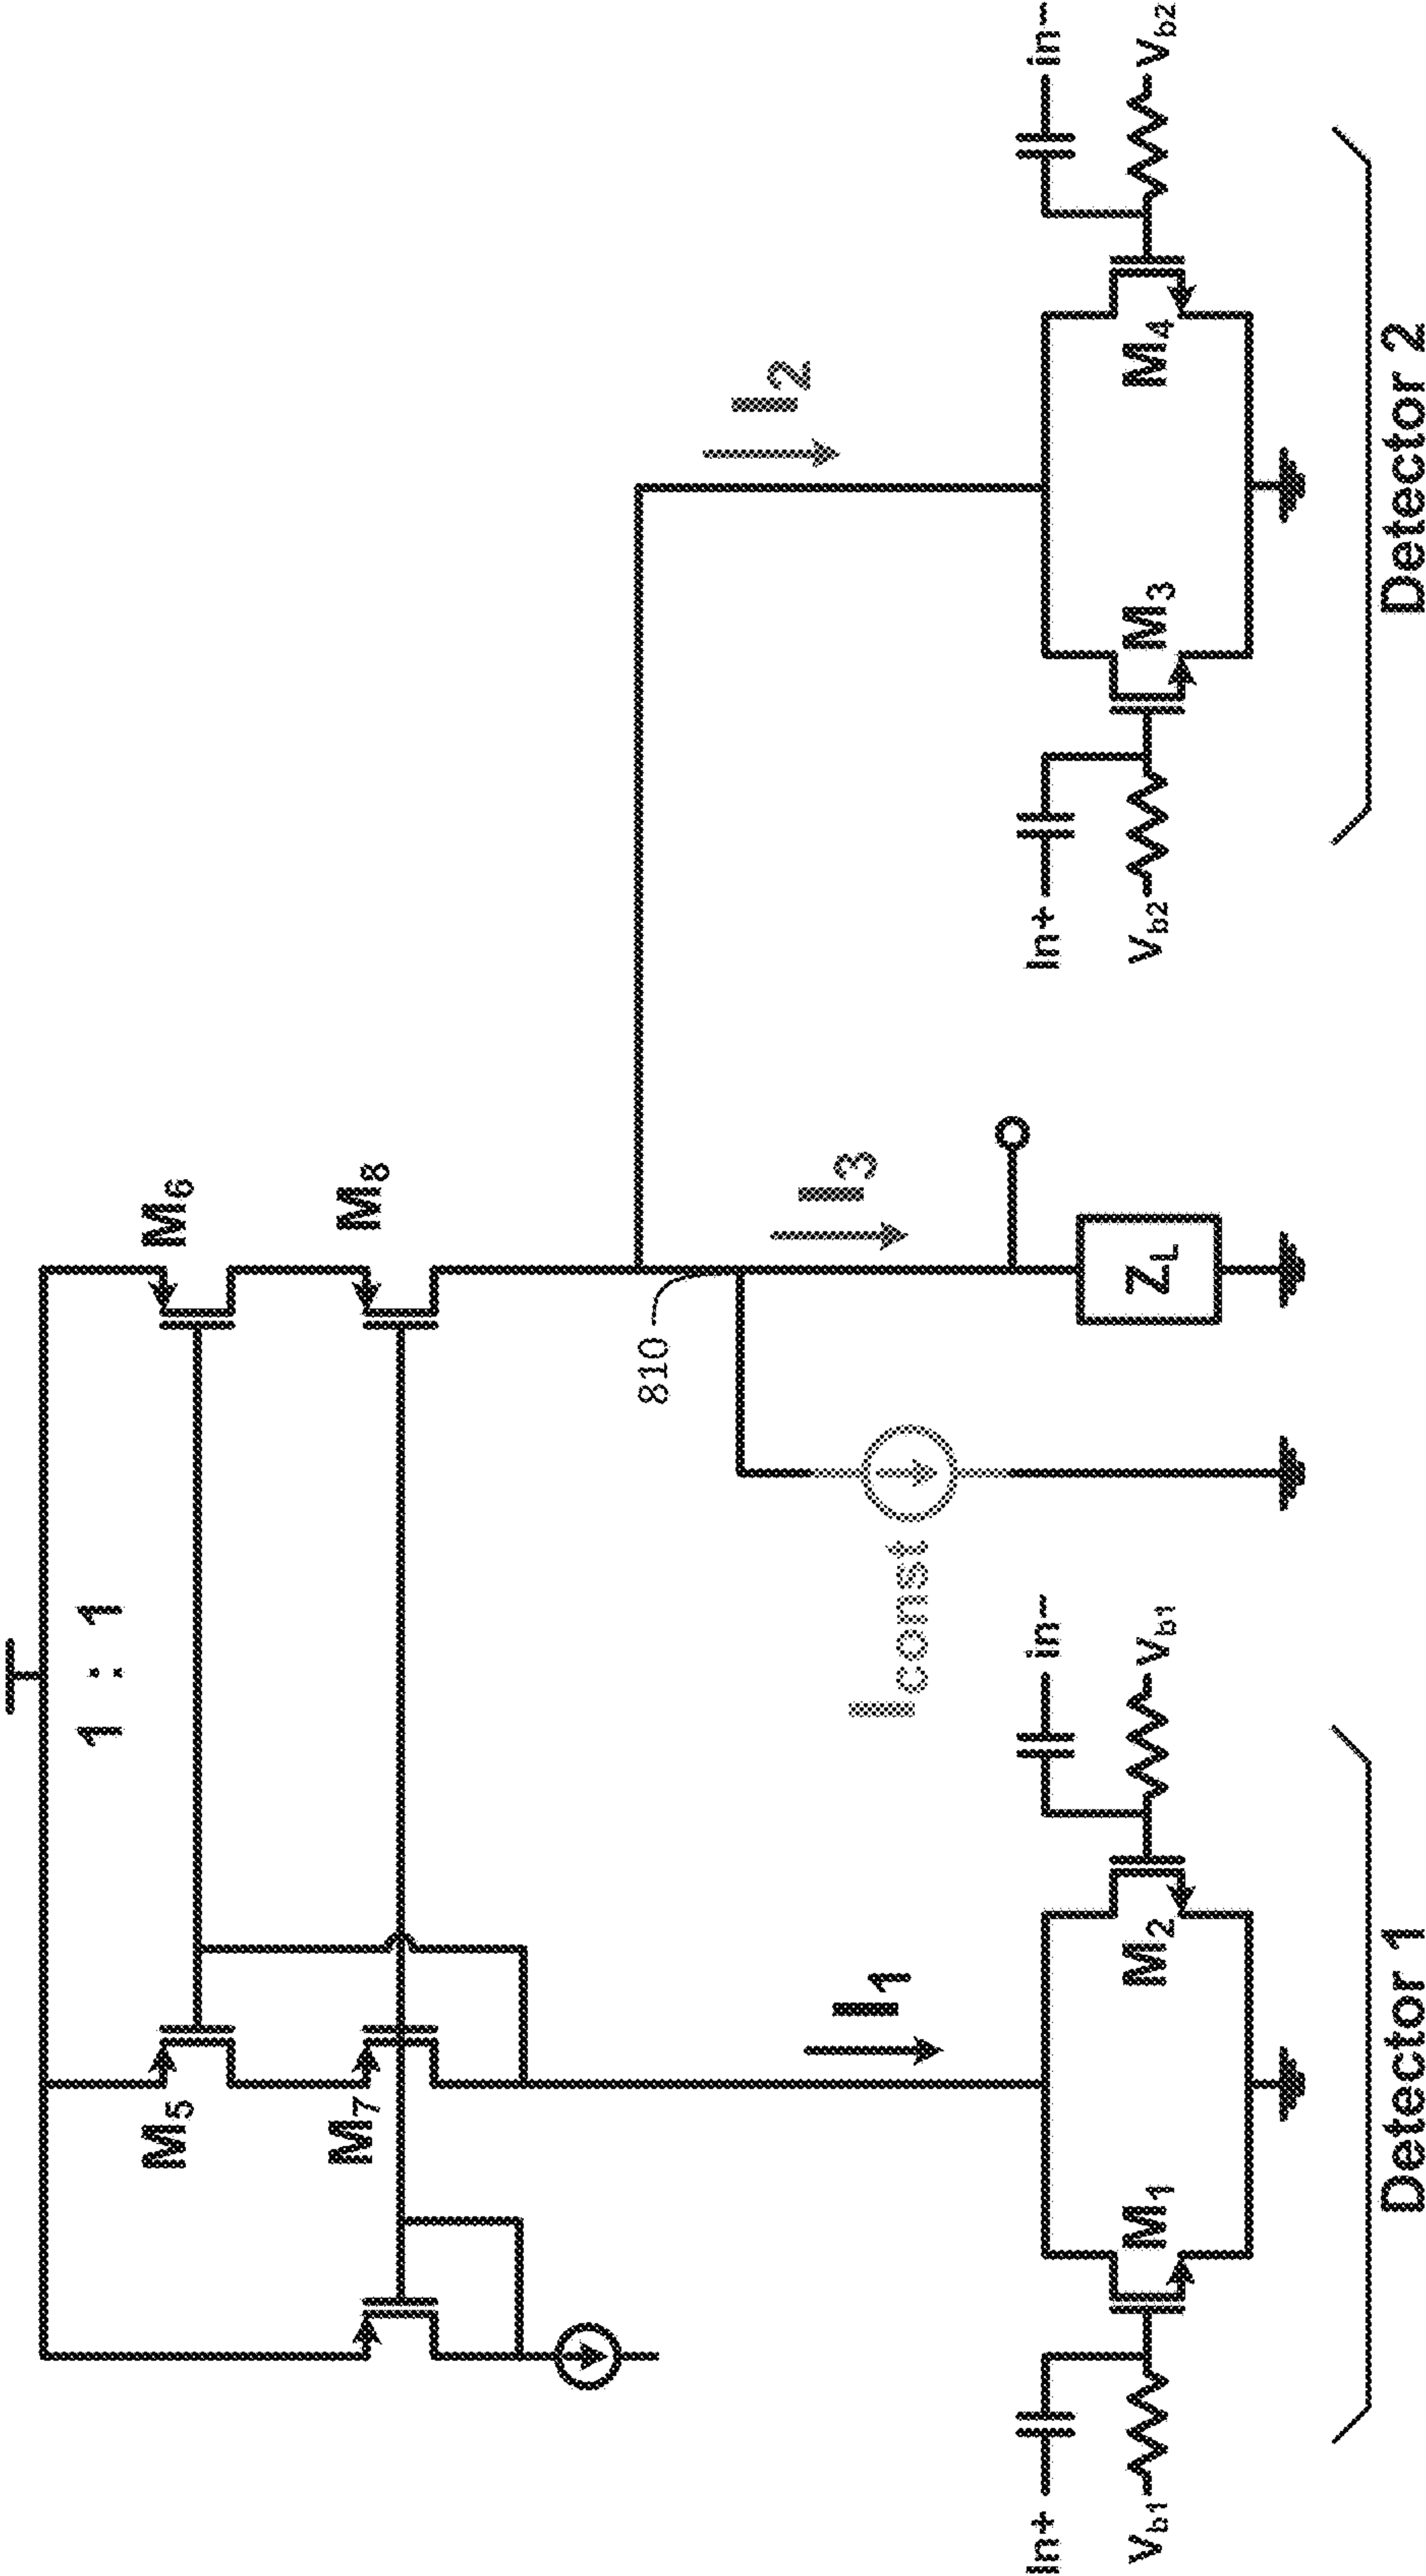 1 : 1
M5
M6
M7
M8
810
I1
Iconst
I3
I2
In+
in−
In+
in−
Vb1
M1
M2
Vb1
ZL
Vb2
M3
M4
Vb2
Detector 1
Detector 2